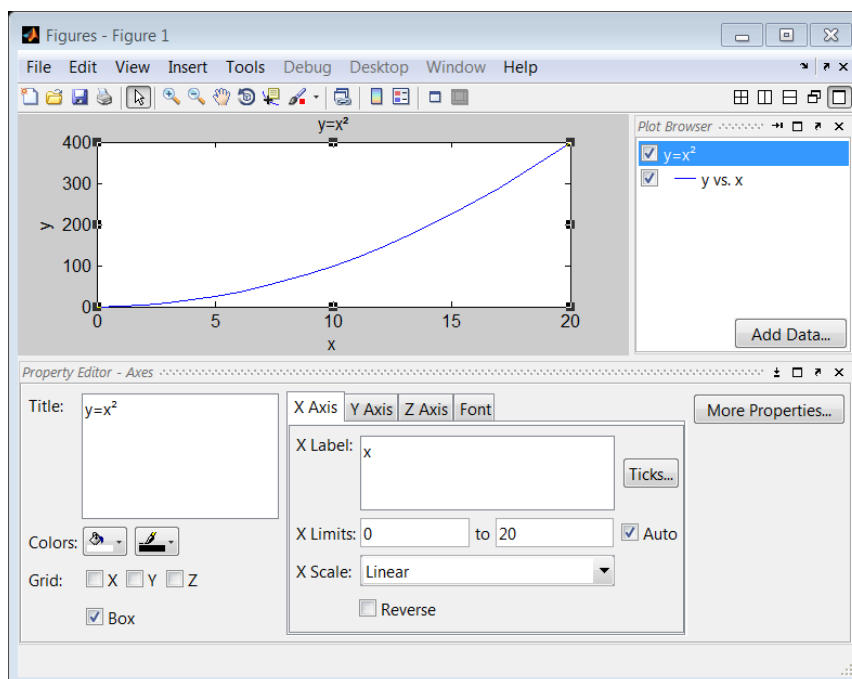 Figures - Figure 1
File Edit View Insert Tools Debug Desktop Window Help
y=x²
400
300
200
100
0
y
0 5 10 15 20
x
Plot Browser
y=x²
y vs. x
Add Data...
Property Editor - Axes
Title: y=x²
Colors:
Grid: X Y Z
Box
X Axis Y Axis Z Axis Font
X Label: x
Ticks...
X Limits: 0 to 20 Auto
X Scale: Linear
Reverse
More Properties...